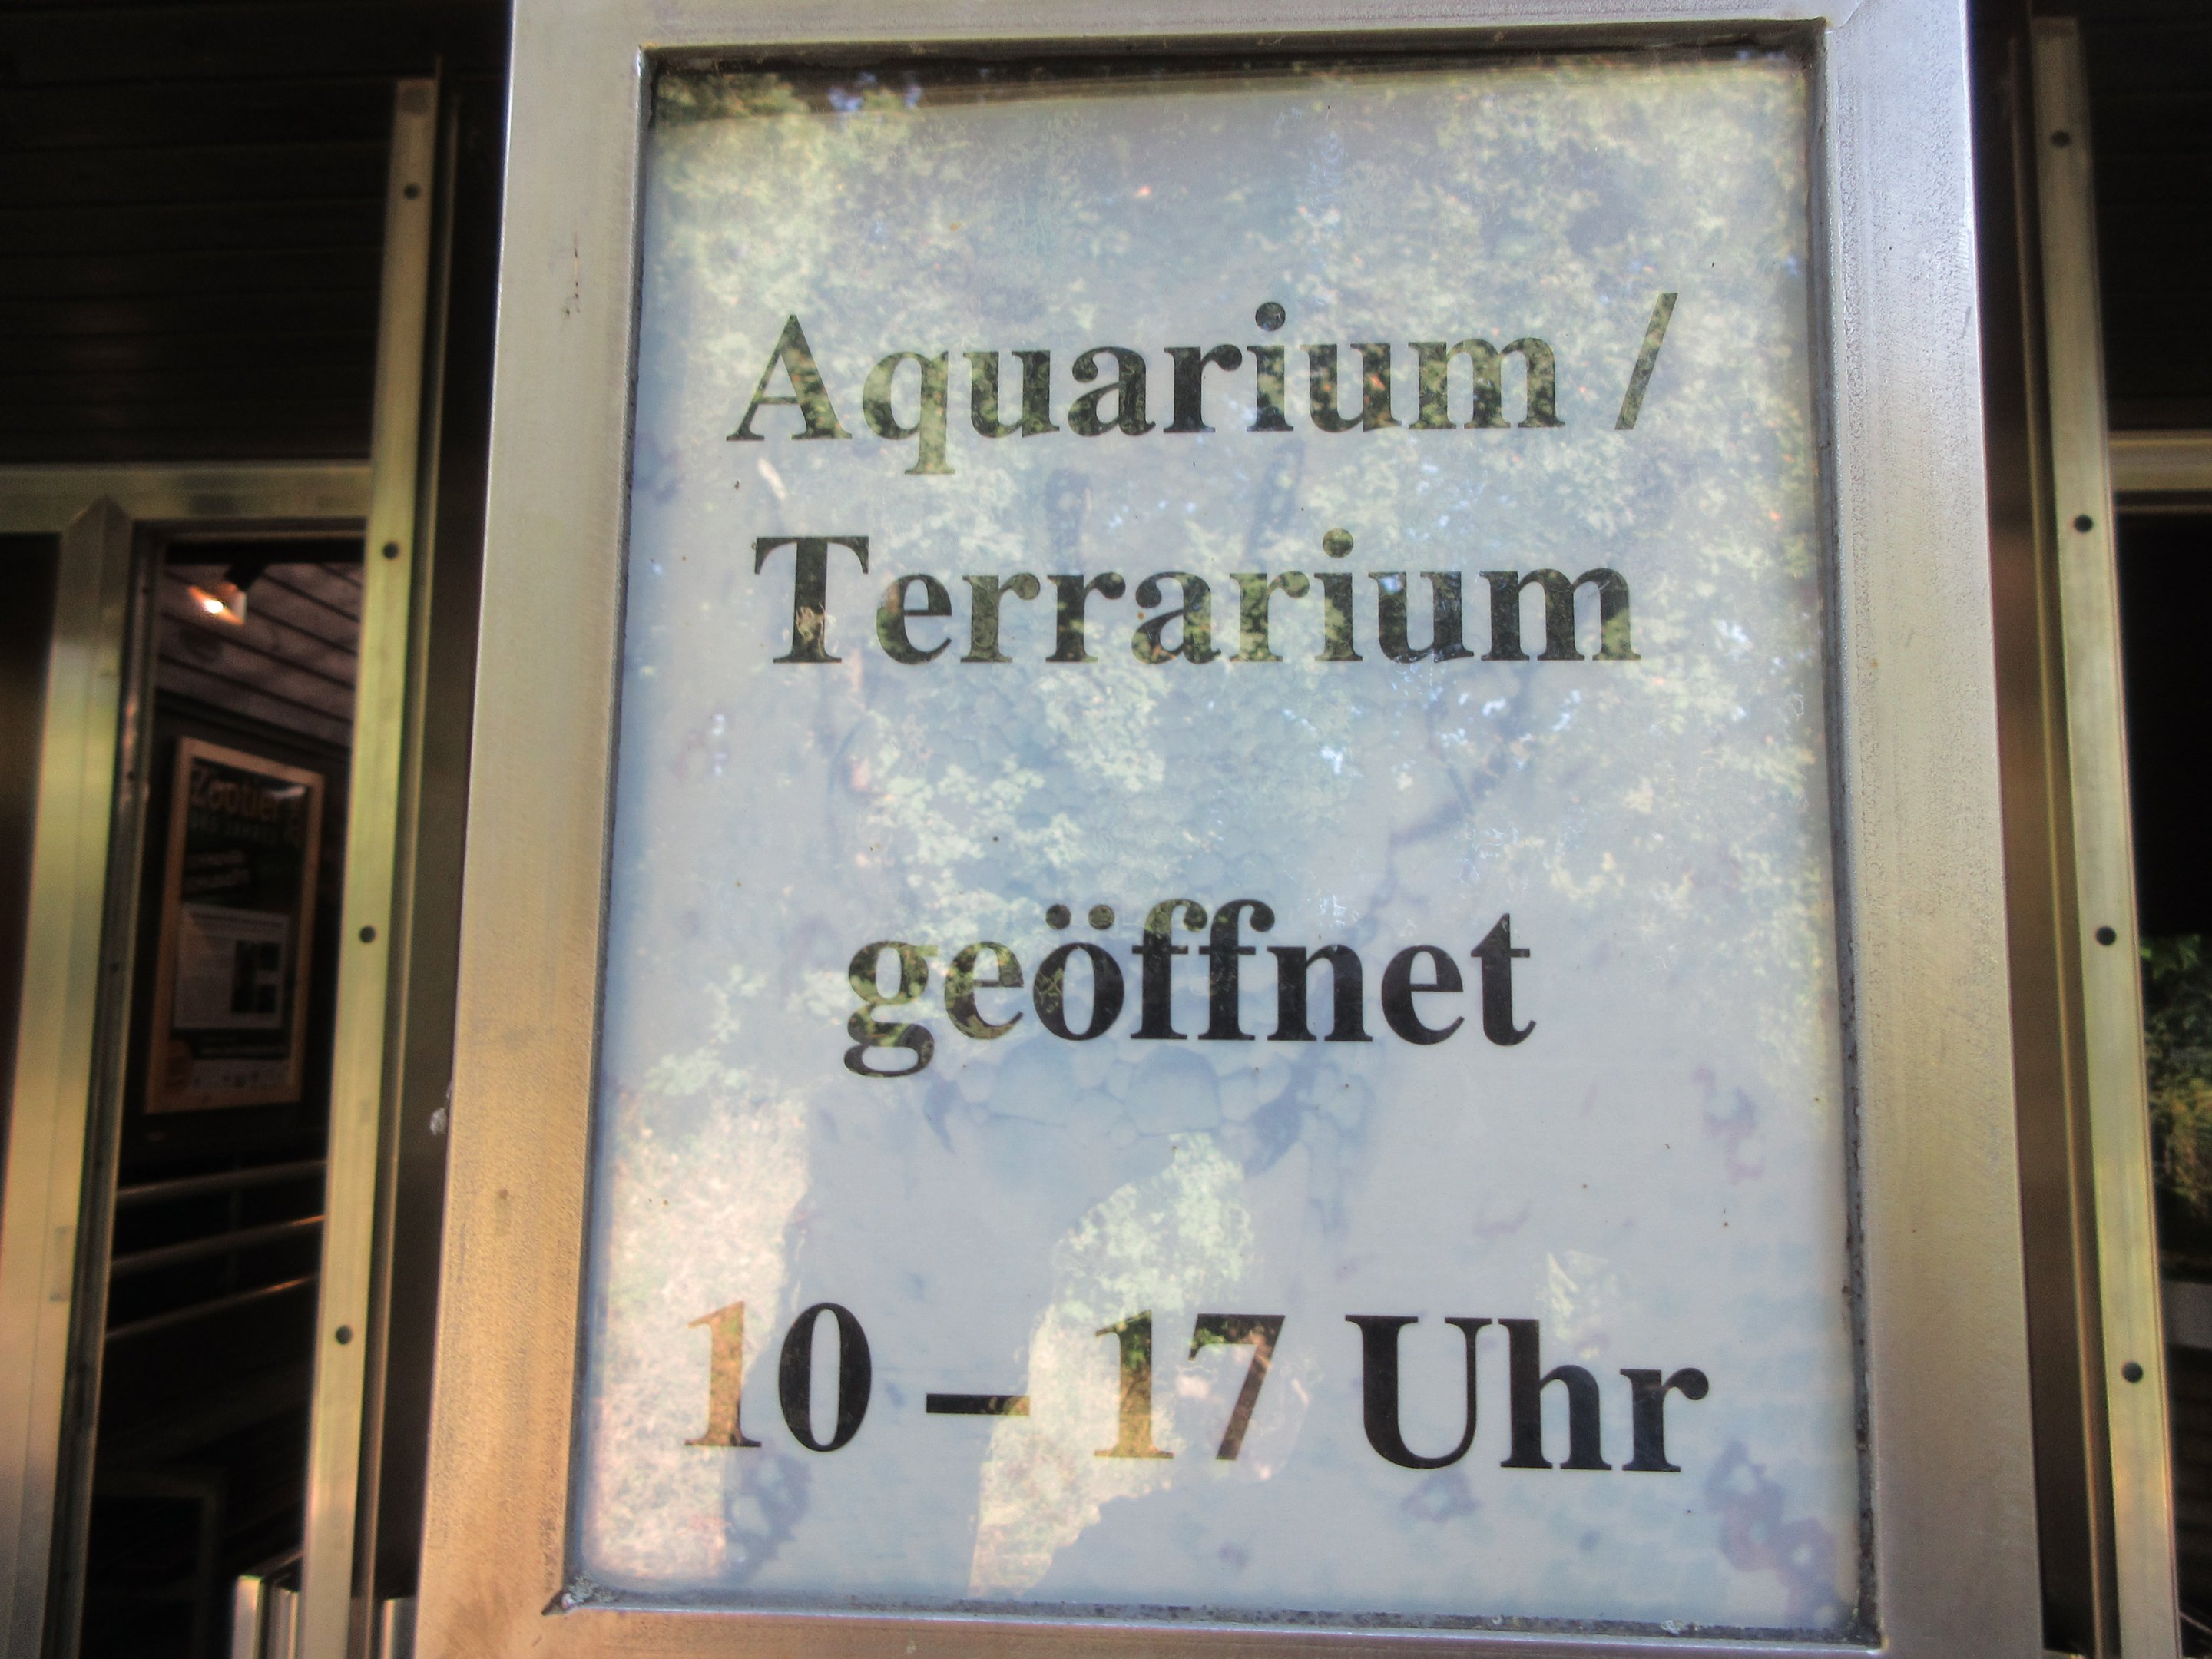 Aquarium /
Terrarium
geöffnet
10 – 17 Uhr